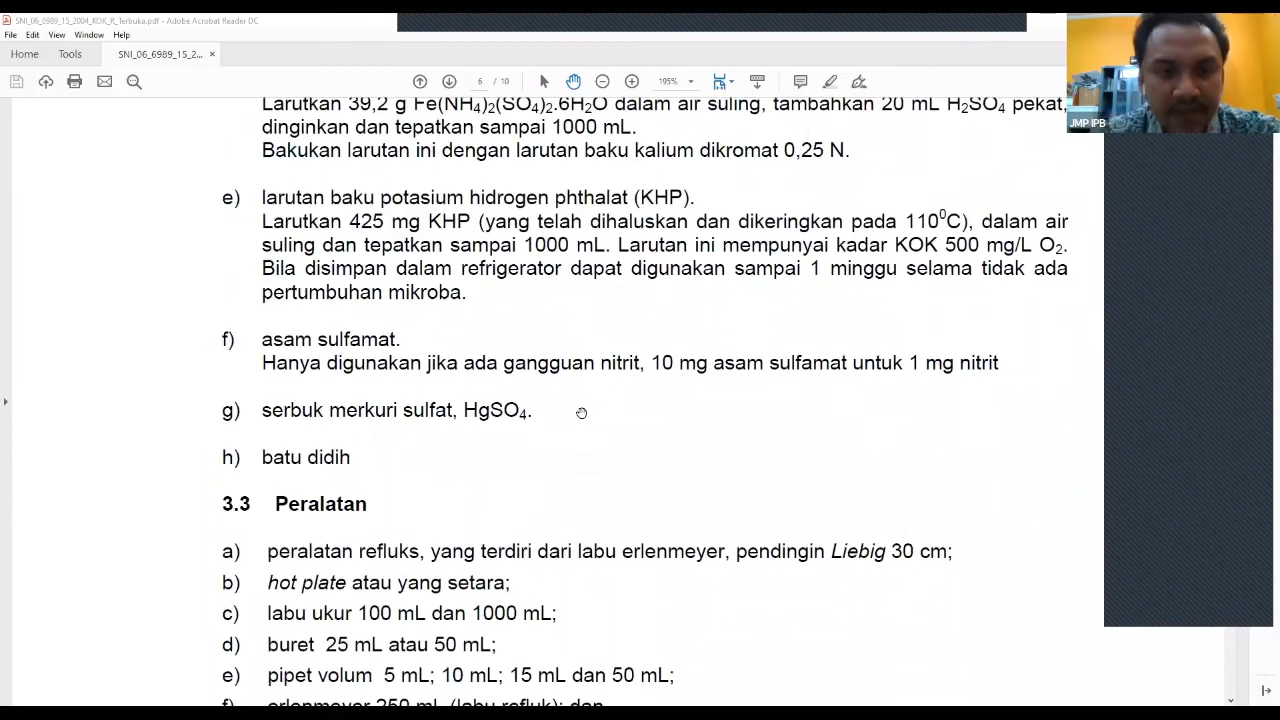 SNI_06_6989_15_2004_KOK_R_Terbuka.pdf - Adobe Acrobat Reader DC
File Edit View Window Help
Home Tools SNI_06_6989_15_2... ×
6 / 10 195%
JMP IPB
Larutkan 39,2 g Fe(NH₄)₂(SO₄)₂.6H₂O dalam air suling, tambahkan 20 mL H₂SO₄ pekat,
dinginkan dan tepatkan sampai 1000 mL.
Bakukan larutan ini dengan larutan baku kalium dikromat 0,25 N.
e) larutan baku potasium hidrogen phthalat (KHP).
Larutkan 425 mg KHP (yang telah dihaluskan dan dikeringkan pada 110⁰C), dalam air
suling dan tepatkan sampai 1000 mL. Larutan ini mempunyai kadar KOK 500 mg/L O₂.
Bila disimpan dalam refrigerator dapat digunakan sampai 1 minggu selama tidak ada
pertumbuhan mikroba.
f) asam sulfamat.
Hanya digunakan jika ada gangguan nitrit, 10 mg asam sulfamat untuk 1 mg nitrit
g) serbuk merkuri sulfat, HgSO₄.
h) batu didih
3.3 Peralatan
a) peralatan refluks, yang terdiri dari labu erlenmeyer, pendingin Liebig 30 cm;
b) hot plate atau yang setara;
c) labu ukur 100 mL dan 1000 mL;
d) buret 25 mL atau 50 mL;
e) pipet volum 5 mL; 10 mL; 15 mL dan 50 mL;
f) erlenmeyer 250 mL (labu refluk); dan